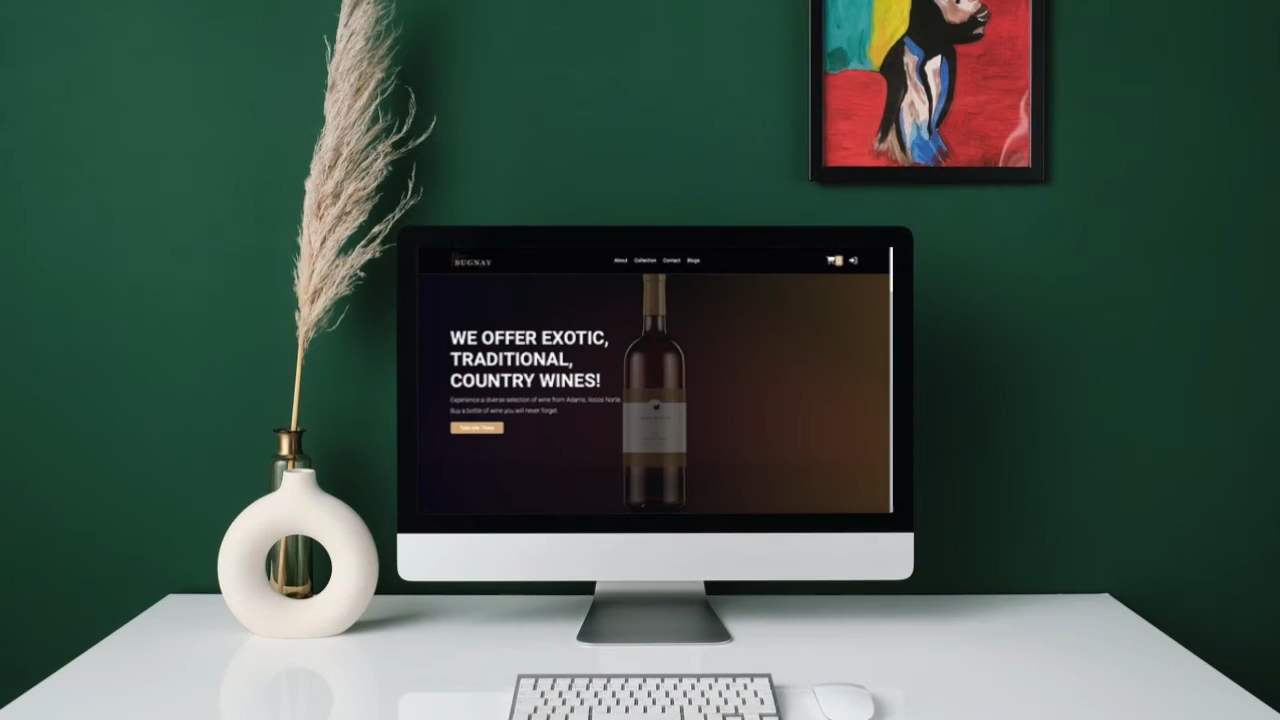 BUGNAY
About Collection Contact Blogs
WE OFFER EXOTIC,
TRADITIONAL,
COUNTRY WINES!
Experience a diverse selection of wine from Adams, Ilocos Norte.
Buy a bottle of wine you will never forget.